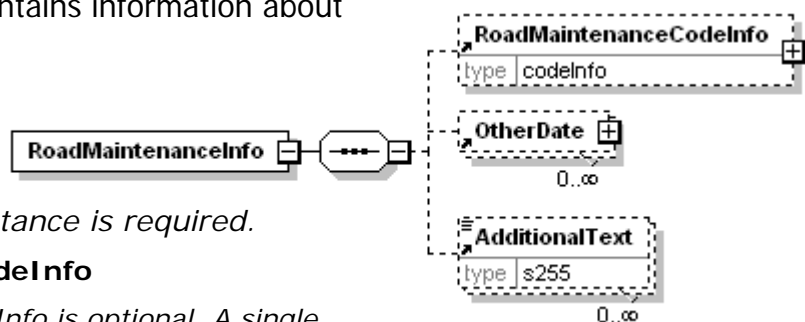 ntains information about
RoadMaintenanceCodeInfo
type codeInfo
OtherDate
0..∞
RoadMaintenanceInfo
tance is required.
AdditionalText
type s255
0..∞
deInfo
Info is optional. A single